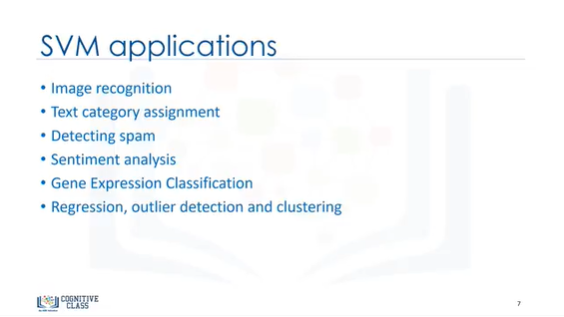 SVM applications
• Image recognition
• Text category assignment
• Detecting spam
• Sentiment analysis
• Gene Expression Classification
• Regression, outlier detection and clustering
COGNITIVE
CLASS
7